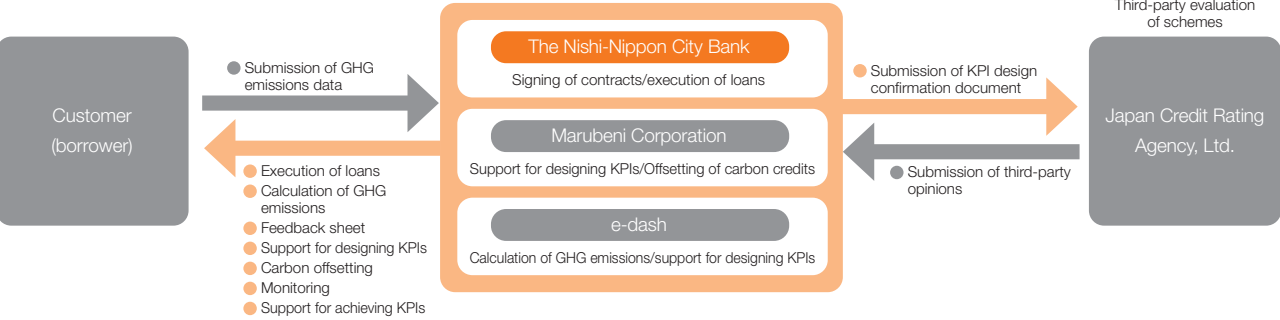 Third-party evaluation
of schemes
Customer
(borrower)
Submission of GHG
emissions data
Execution of loans
Calculation of GHG
emissions
Feedback sheet
Support for designing KPIs
Carbon offsetting
Monitoring
Support for achieving KPIs
The Nishi-Nippon City Bank
Signing of contracts/execution of loans
Marubeni Corporation
Support for designing KPIs/Offsetting of carbon credits
e-dash
Calculation of GHG emissions/support for designing KPIs
Submission of KPI design
confirmation document
Submission of third-party
opinions
Japan Credit Rating
Agency, Ltd.